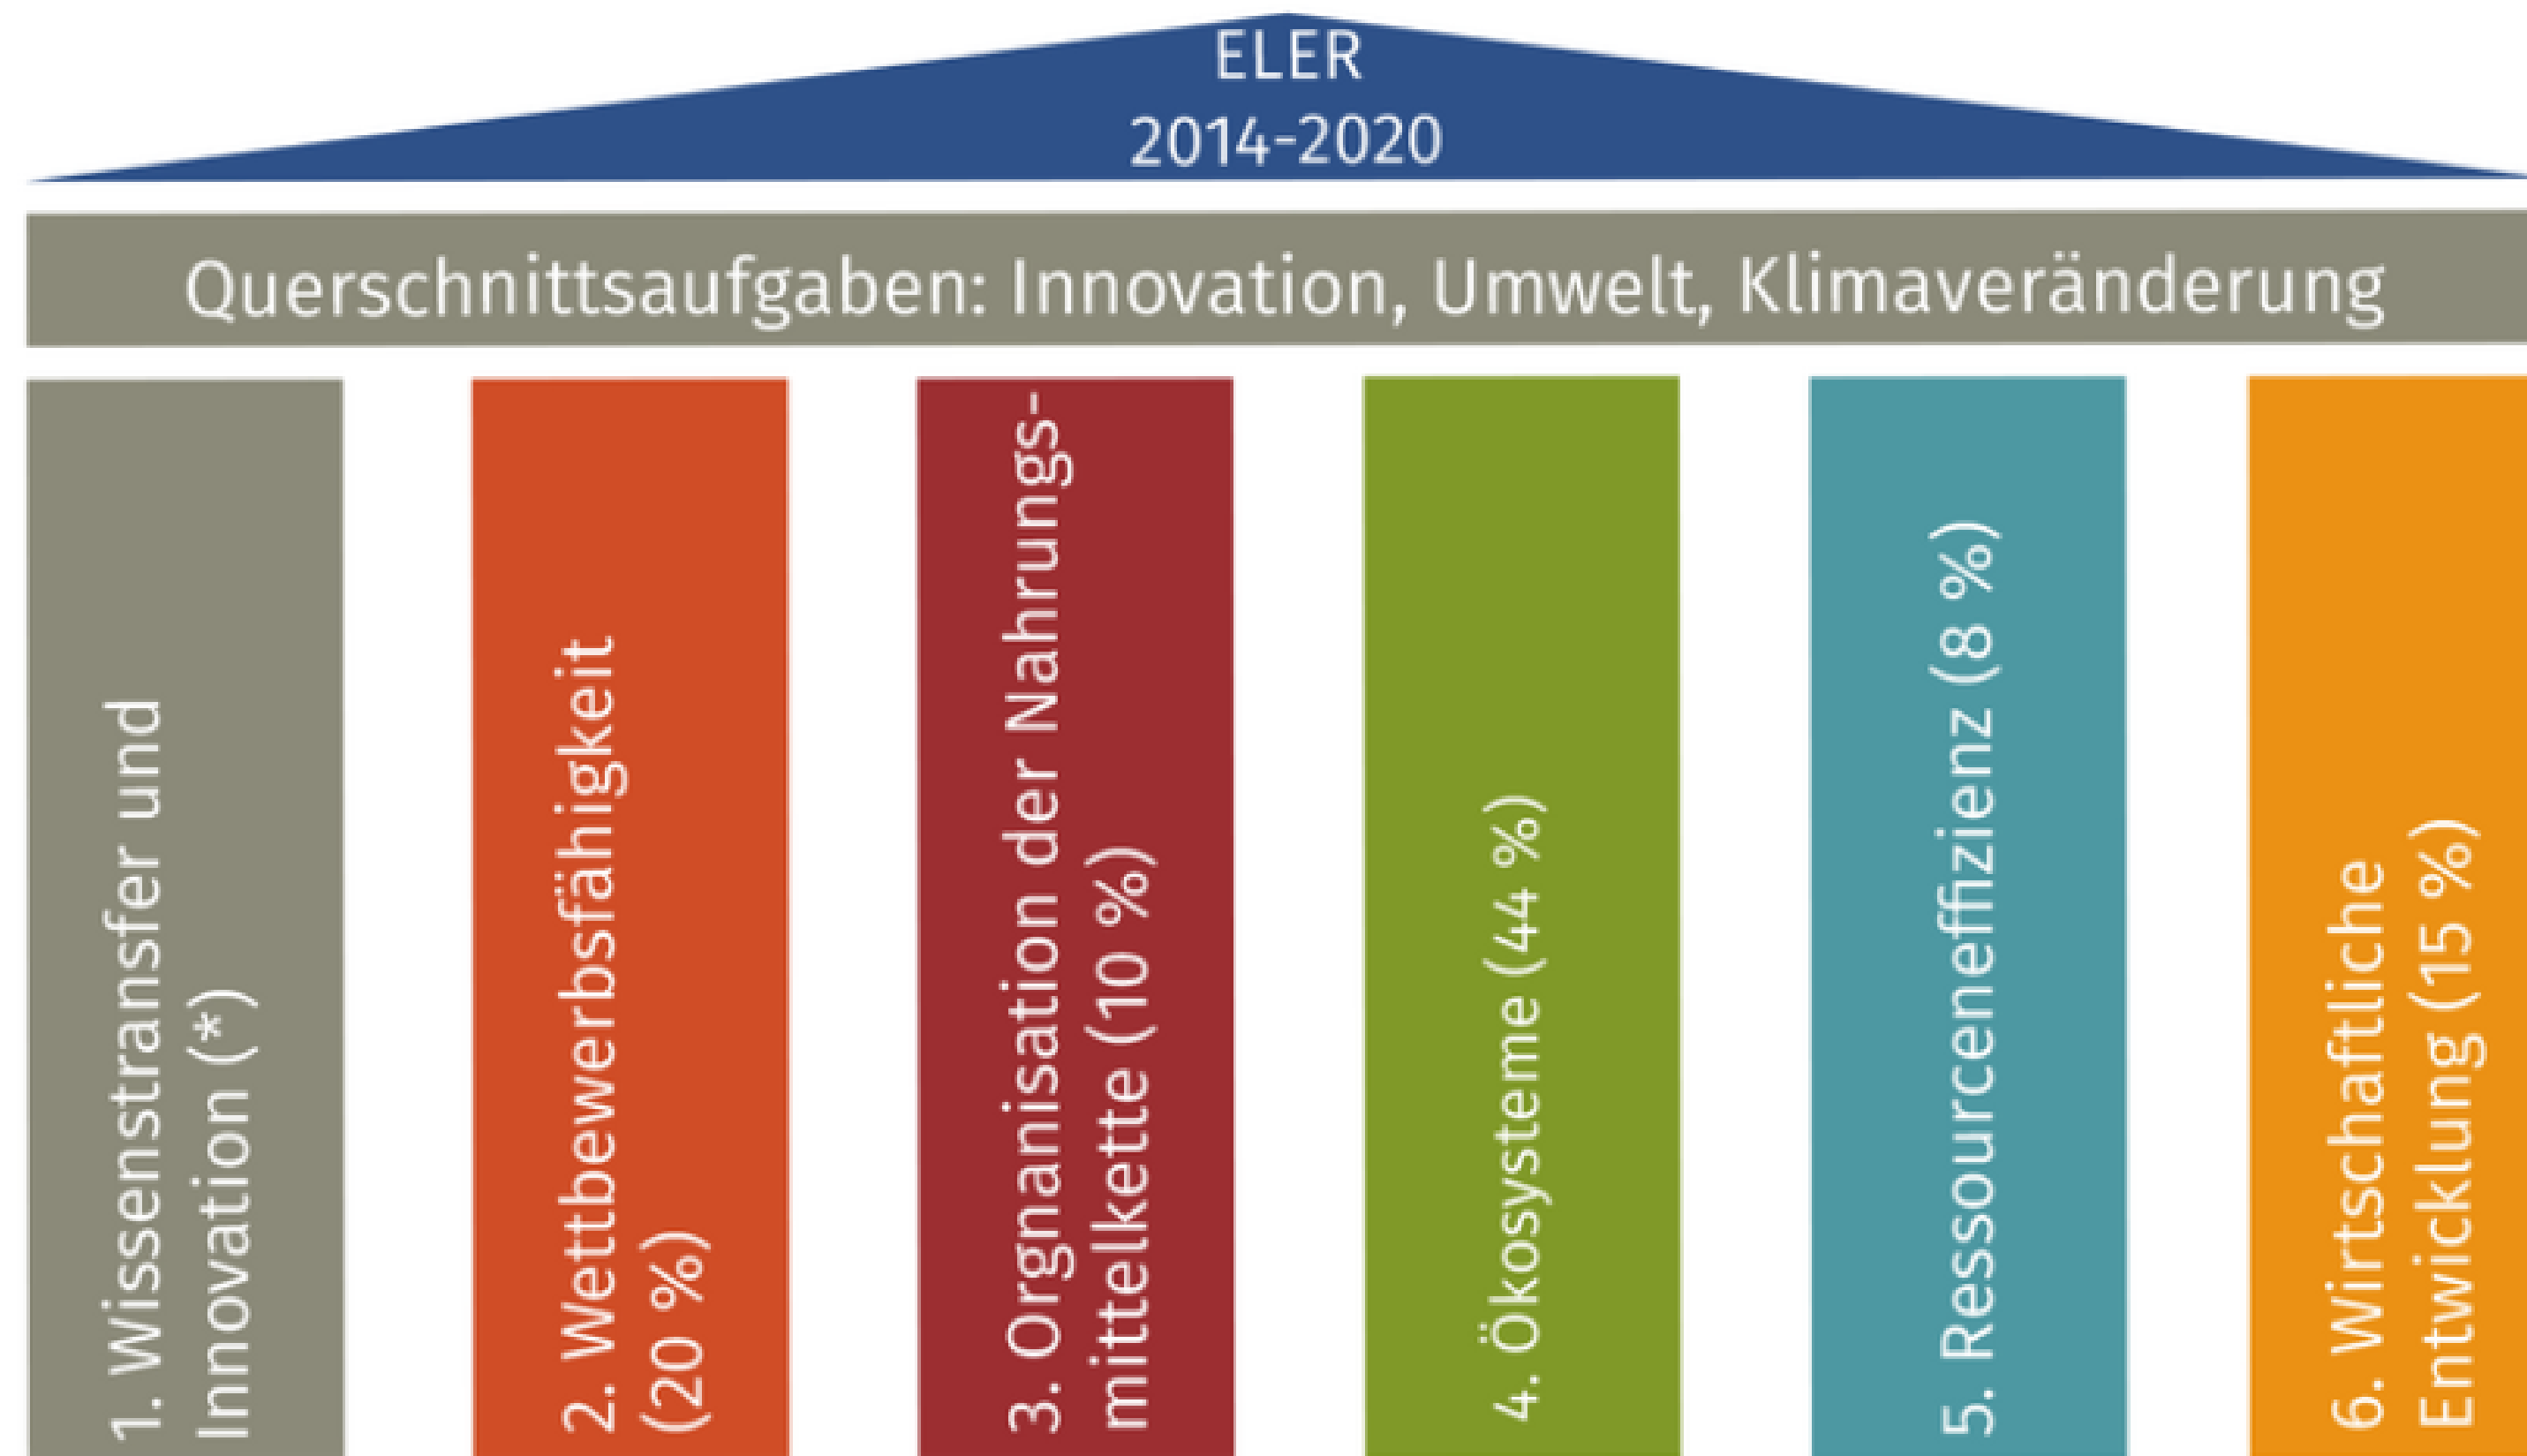 ELER
2014-2020
Querschnittsaufgaben: Innovation, Umwelt, Klimaveränderung
1. Wissenstransfer und
Innovation (*)
2. Wettbewerbsfähigkeit
(20 %)
3. Orgnanisation der Nahrungs-
mittelkette (10 %)
4. Ökosysteme (44 %)
5. Ressourceneffizienz (8 %)
6. Wirtschaftliche
Entwicklung (15 %)